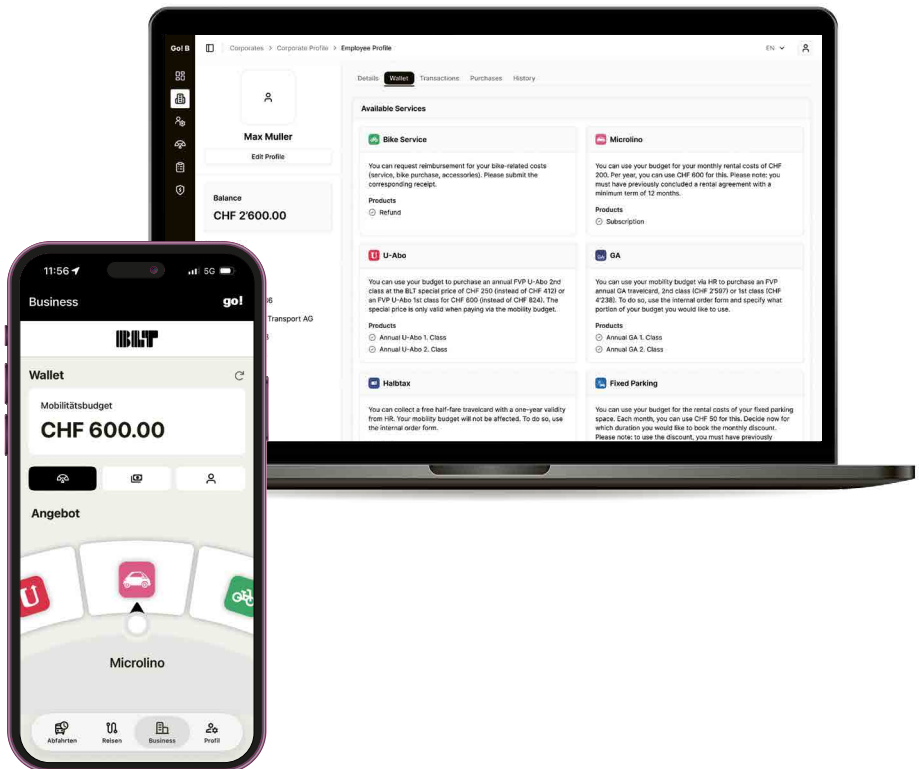 Go! B
Corporates > Corporate Profile > Employee Profile
EN
Details Wallet Transactions Purchases History
Max Muller
Edit Profile
Balance
CHF 2'600.00
Transport AG
Available Services
Bike Service
You can request reimbursement for your bike-related costs
(service, bike purchase, accessories). Please submit the
corresponding receipt.
Products
Refund
Microlino
You can use your budget for your monthly rental costs of CHF
200. Per year, you can use CHF 600 for this. Please note: you
must have previously concluded a rental agreement with a
minimum term of 12 months.
Products
Subscription
U-Abo
You can use your budget to purchase an annual FVP U-Abo 2nd
class at the BLT special price of CHF 250 (instead of CHF 412) or
an FVP U-Abo 1st class for CHF 600 (instead of CHF 824). The
special price is only valid when paying via the mobility budget.
Products
Annual U-Abo 1. Class
Annual U-Abo 2. Class
GA
GA
You can use your mobility budget via HR to purchase an FVP
annual GA travelcard, 2nd class (CHF 2'597) or 1st class (CHF
4'238). To do so, use the internal order form and specify what
portion of your budget you would like to use.
Products
Annual GA 1. Class
Annual GA 2. Class
Halbtax
You can collect a free half-fare travelcard with a one-year validity
from HR. Your mobility budget will not be affected. To do so, use
the internal order form.
Fixed Parking
You can use your budget for the rental costs of your fixed parking
space. Each month, you can use CHF 50 for this. Decide now for
which duration you would like to book the monthly discount.
Please note: to use the discount, you must have previously
11:56
5G
Business
go!
BLT
Wallet
Mobilitätsbudget
CHF 600.00
Angebot
Microlino
Abfahrten
Reisen
Business
Profil